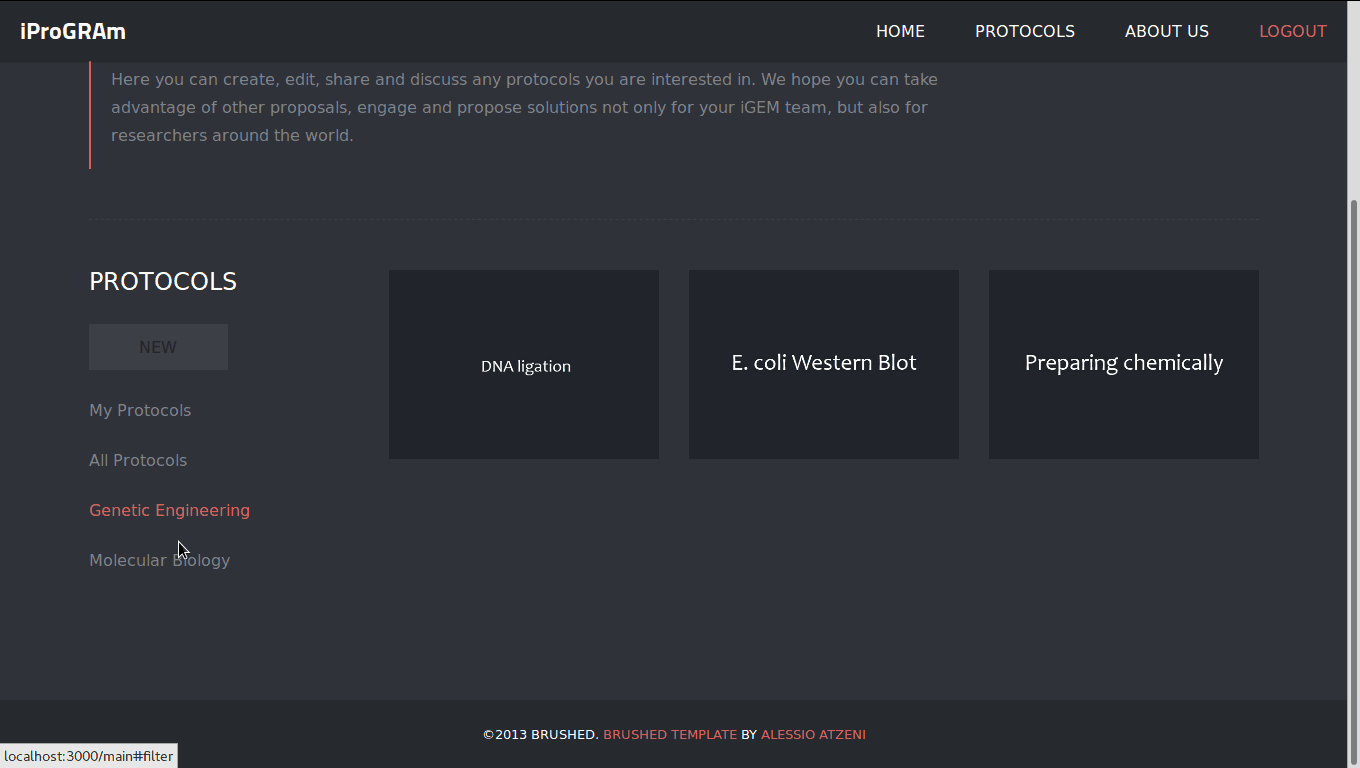 iProGRAm
HOME PROTOCOLS ABOUT US LOGOUT
Here you can create, edit, share and discuss any protocols you are interested in. We hope you can take
advantage of other proposals, engage and propose solutions not only for your iGEM team, but also for
researchers around the world.
PROTOCOLS
NEW
My Protocols
All Protocols
Genetic Engineering
Molecular Biology
DNA ligation
E. coli Western Blot
Preparing chemically
©2013 BRUSHED. BRUSHED TEMPLATE BY ALESSIO ATZENI
localhost:3000/main#filter